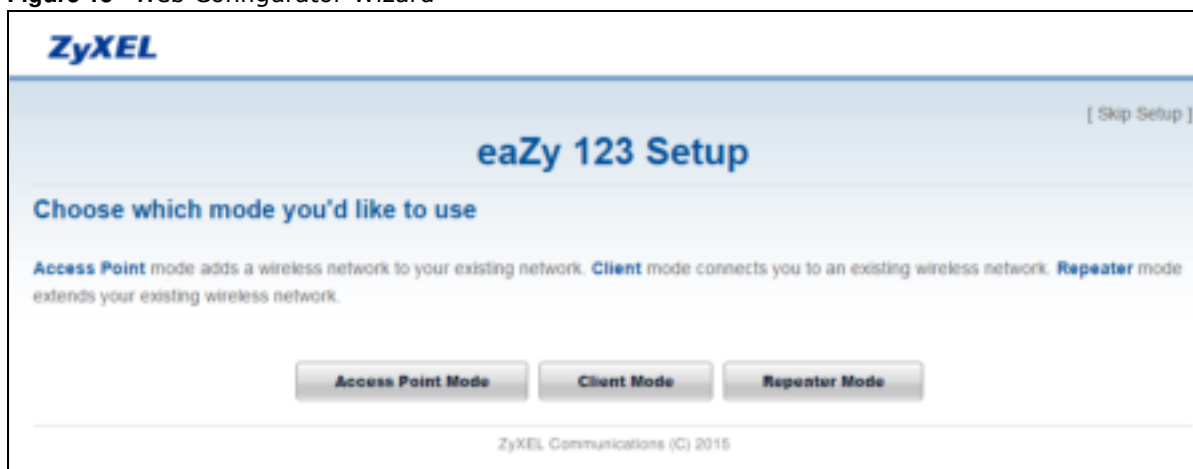 Web Configurator Wizard
ZyXEL
[ Skip Setup ]
eaZy 123 Setup
Choose which mode you'd like to use
Access Point mode adds a wireless network to your existing network. Client mode connects you to an existing wireless network. Repeater mode
extends your existing wireless network.
Access Point Mode
Client Mode
Repeater Mode
ZyXEL Communications (C) 2015